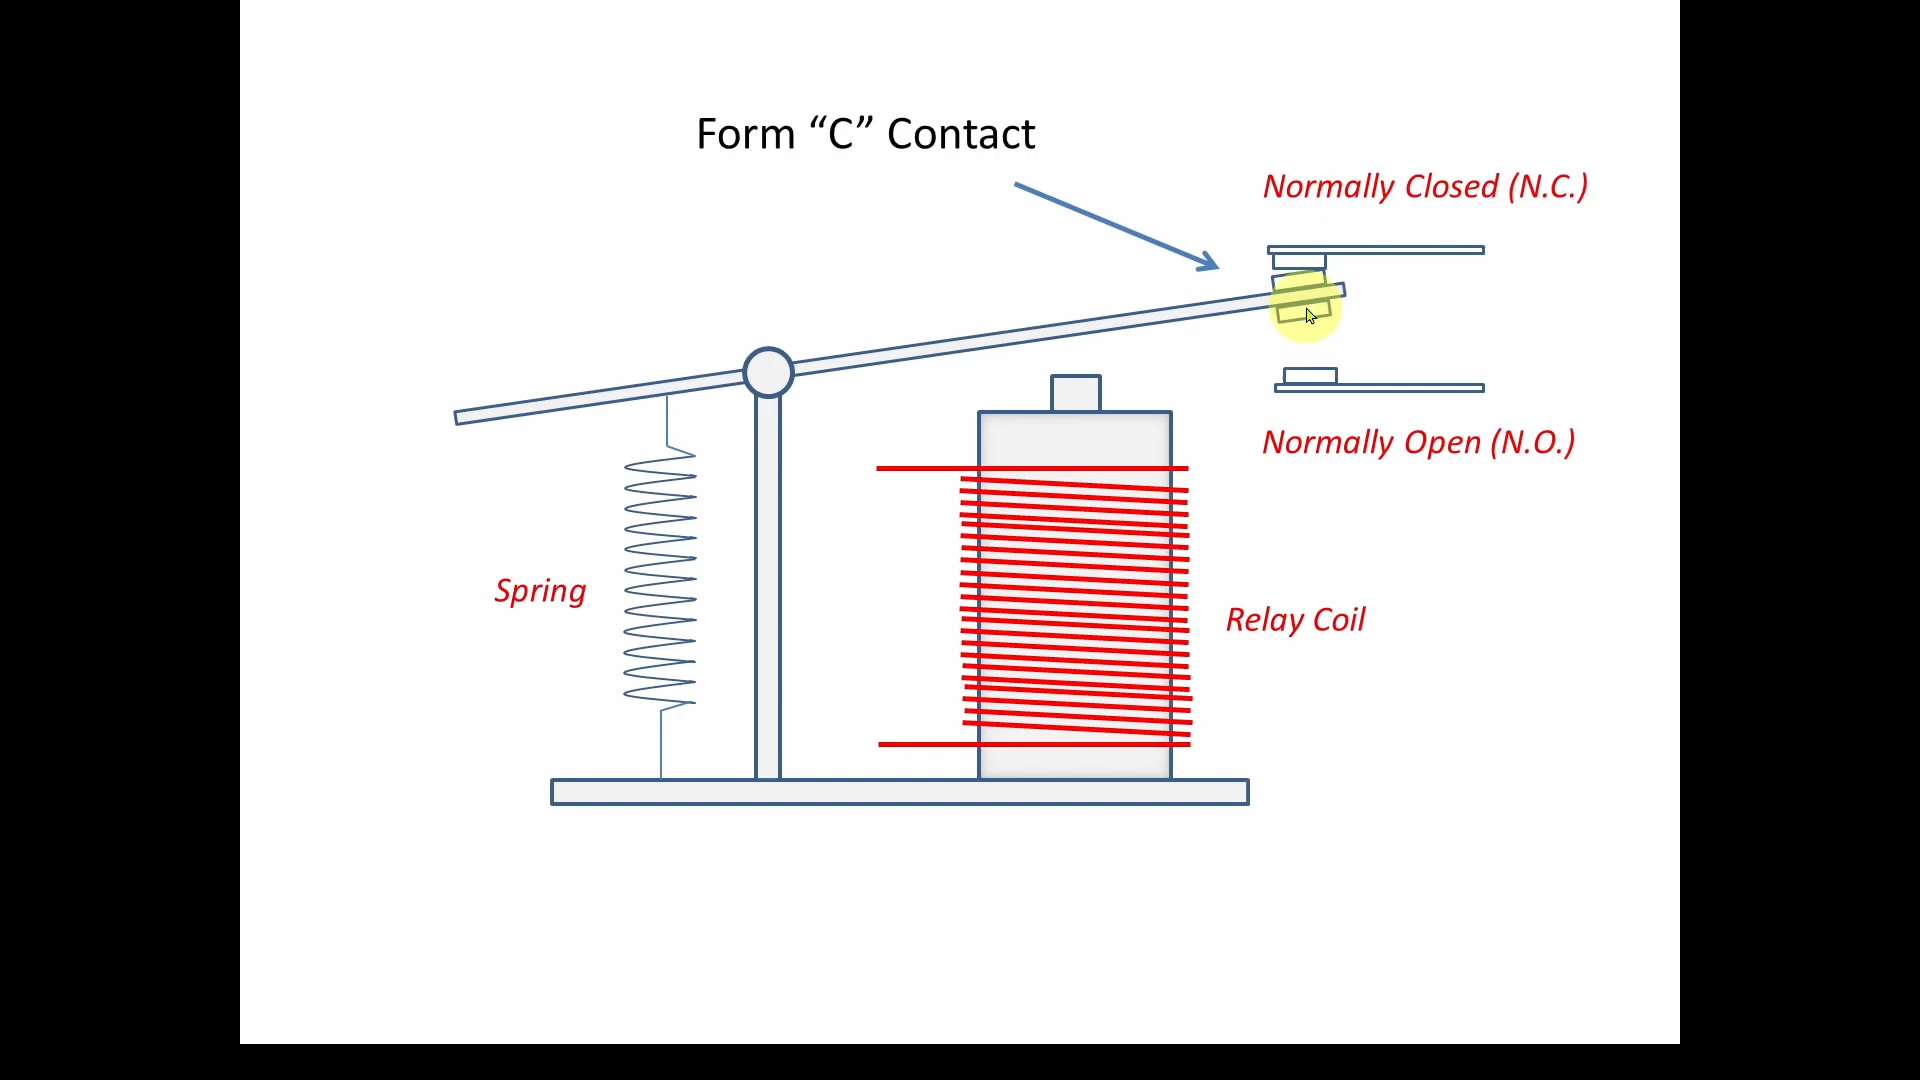 Form “C” Contact
Normally Closed (N.C.)
Normally Open (N.O.)
Spring
Relay Coil